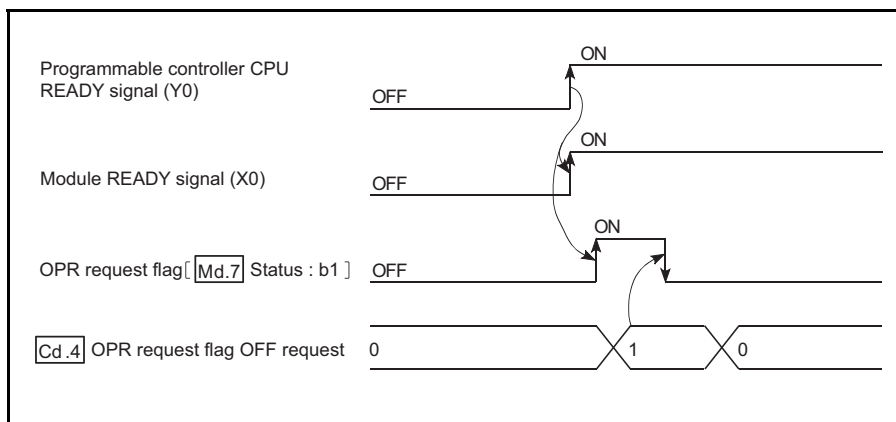 Programmable controller CPU
READY signal (Y0)
OFF
ON
Module READY signal (X0)
OFF
ON
OPR request flag[ Md.7 Status : b1 ]
OFF
ON
Cd .4 OPR request flag OFF request
0
1
0